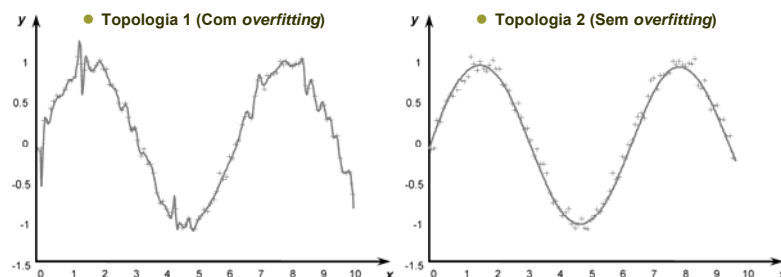 y
● Topologia 1 (Com overfitting)
1
0.5
0
-0.5
-1
-1.5
0 1 2 3 4 5 6 7 8 9 10 x
y
● Topologia 2 (Sem overfitting)
1
0.5
0
-0.5
-1
-1.5
0 1 2 3 4 5 6 7 8 9 10 x